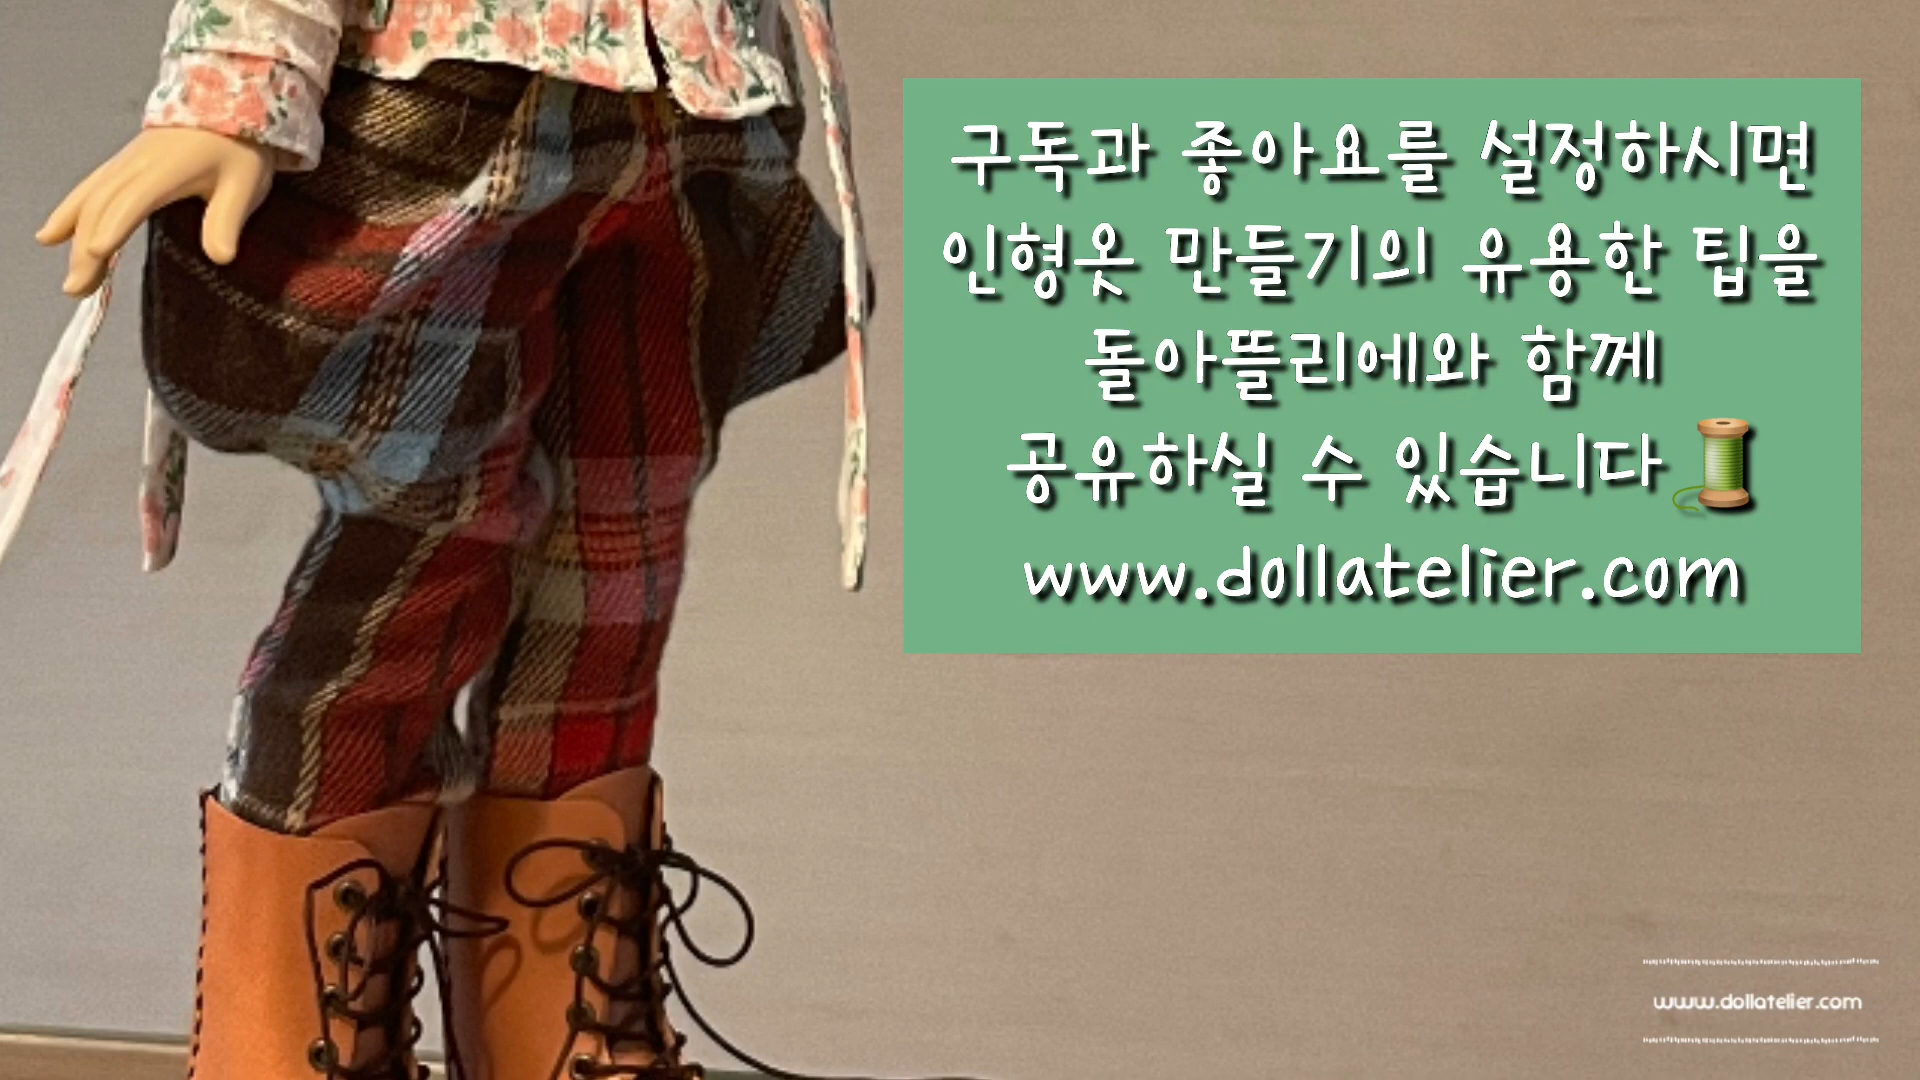 구독과 좋아요를 설정하시면
인형옷 만들기의 유용한 팁을
돌아뜰리에와 함께
공유하실 수 있습니다🧵
www.dollatelier.com
www.dollatelier.com